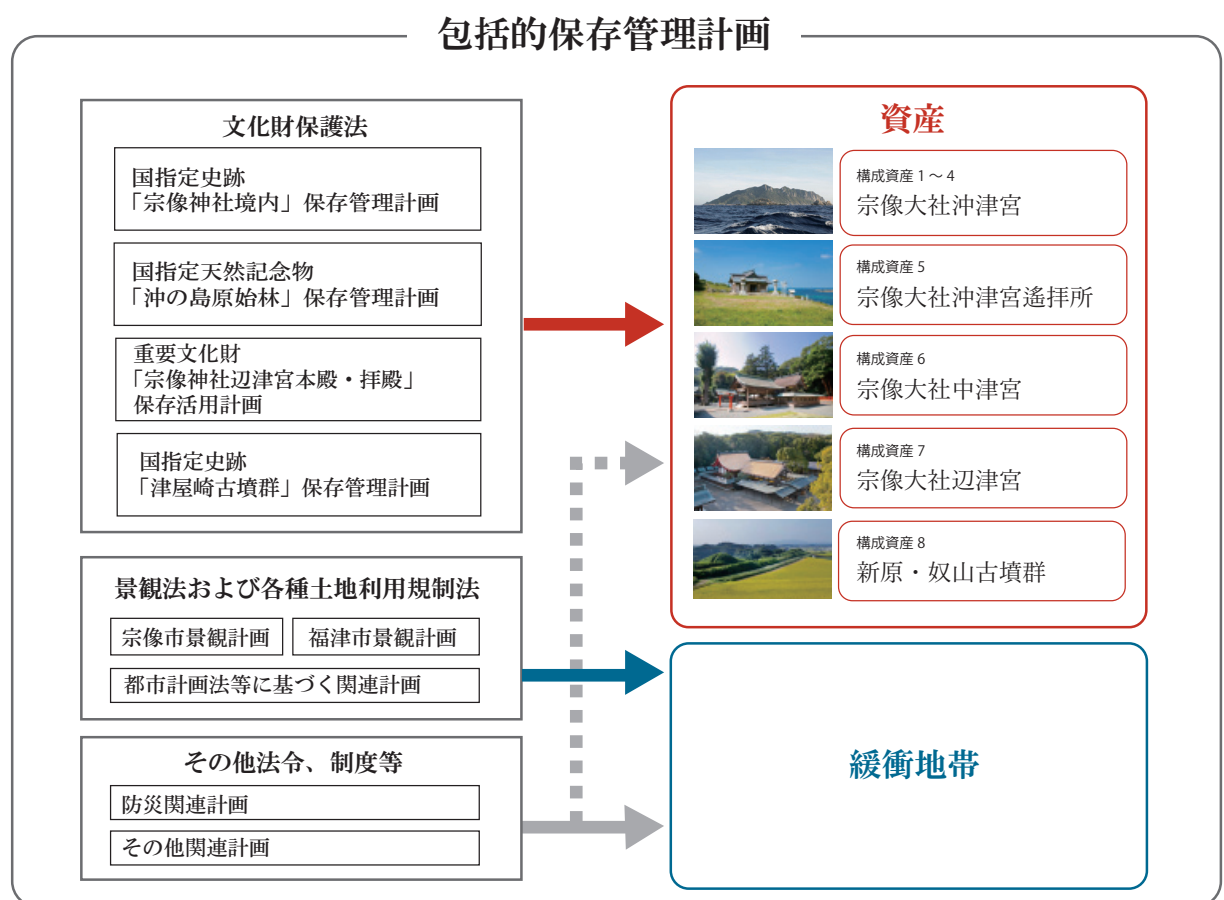 包括的保存管理計画
文化財保護法
国指定史跡
「宗像神社境内」保存管理計画
国指定天然記念物
「沖の島原始林」保存管理計画
重要文化財
「宗像神社辺津宮本殿・拝殿」
保存活用計画
国指定史跡
「津屋崎古墳群」保存管理計画
景観法および各種土地利用規制法
宗像市景観計画
福津市景観計画
都市計画法等に基づく関連計画
その他法令、制度等
防災関連計画
その他関連計画
資産
構成資産 1 ～ 4
宗像大社沖津宮
構成資産 5
宗像大社沖津宮遙拝所
構成資産 6
宗像大社中津宮
構成資産 7
宗像大社辺津宮
構成資産 8
新原・奴山古墳群
緩衝地帯